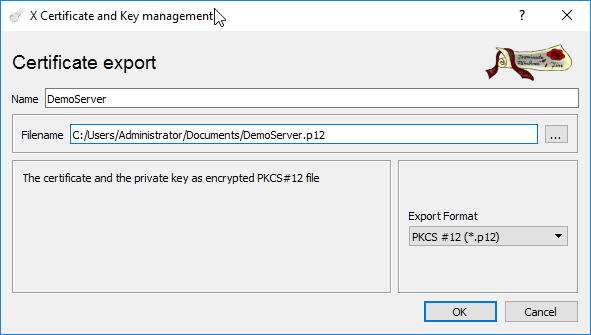 X Certificate and Key management
?
Certificate export
Name DemoServer
Filename C:/Users/Administrator/Documents/DemoServer.p12 ...
The certificate and the private key as encrypted PKCS#12 file
Export Format
PKCS #12 (*.p12)
OK Cancel